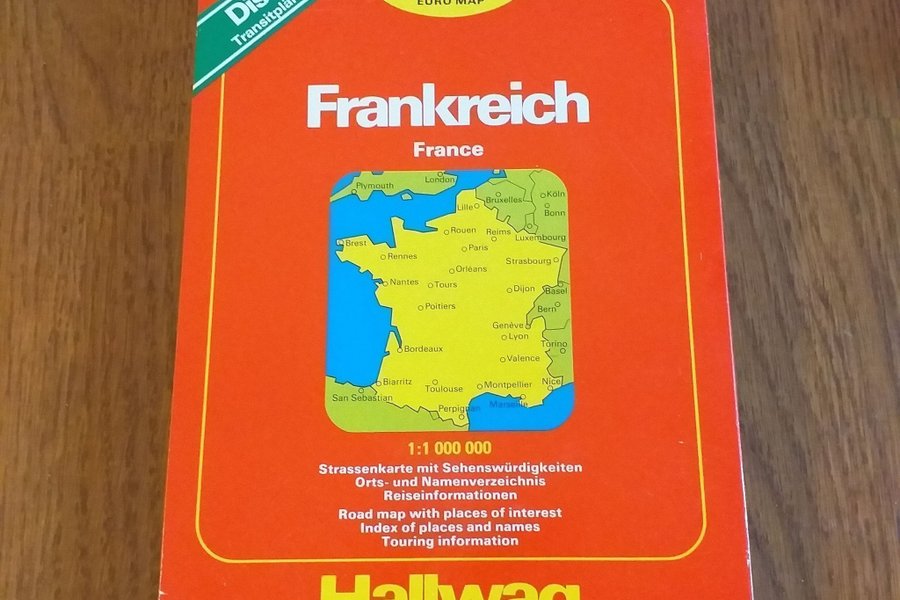 EURO MAP
Frankreich
France
Plymouth
London
Lille
Bruxelles
Köln
Bonn
Rouen
Reims
Luxembourg
Brest
Paris
Rennes
Strasbourg
Orléans
Nantes
Tours
Dijon
Basel
Poitiers
Bern
Genève
Lyon
Torino
Bordeaux
Valence
Biarritz
Toulouse
Montpellier
Nice
San Sebastian
Marseille
Perpignan
1:1 000 000
Strassenkarte mit Sehenswürdigkeiten
Orts- und Namenverzeichnis
Reiseinformationen
Road map with places of interest
Index of places and names
Touring information
Hallwag